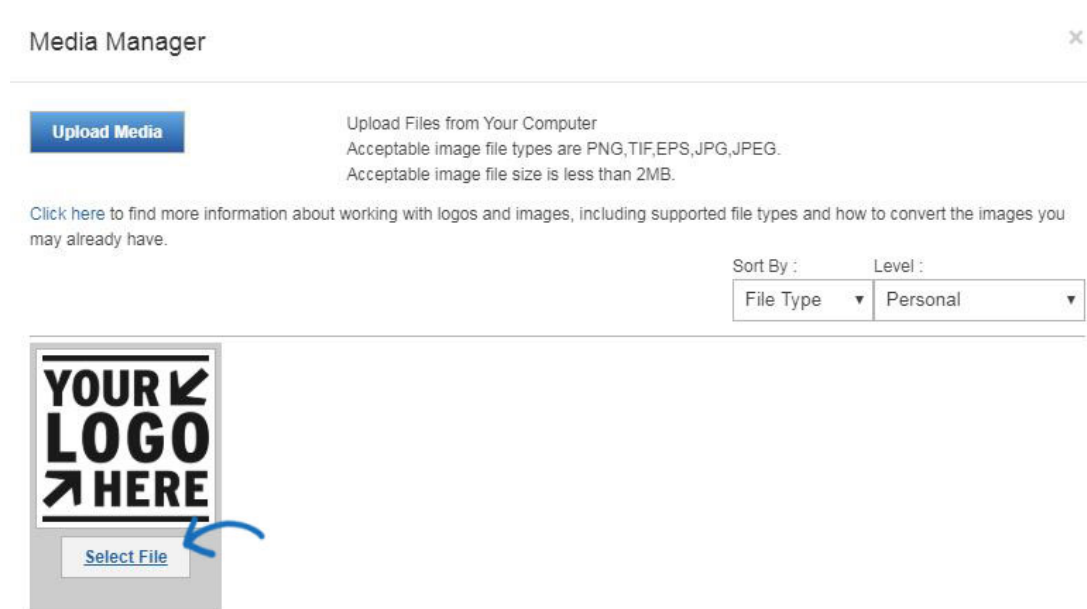 Media Manager
×
Upload Media
Upload Files from Your Computer
Acceptable image file types are PNG,TIF,EPS,JPG,JPEG.
Acceptable image file size is less than 2MB.
Click here to find more information about working with logos and images, including supported file types and how to convert the images you
may already have.
Sort By : Level :
File Type Personal
YOUR
LOGO
HERE
Select File